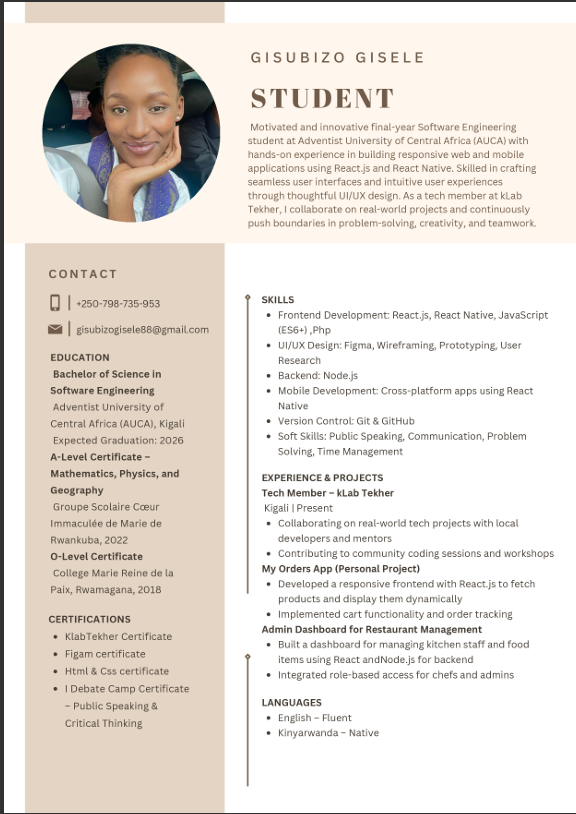 GISUBIZO GISELE
STUDENT
Motivated and innovative final-year Software Engineering
student at Adventist University of Central Africa (AUCA) with
hands-on experience in building responsive web and mobile
applications using React.js and React Native. Skilled in crafting
seamless user interfaces and intuitive user experiences
through thoughtful UI/UX design. As a tech member at kLab
Tekher, I collaborate on real-world projects and continuously
push boundaries in problem-solving, creativity, and teamwork.
CONTACT
+250-798-735-953
gisubizogisele88@gmail.com
EDUCATION
Bachelor of Science in
Software Engineering
Adventist University of
Central Africa (AUCA), Kigali
Expected Graduation: 2026
A-Level Certificate –
Mathematics, Physics, and
Geography
Groupe Scolaire Cœur
Immaculée de Marie de
Rwankuba, 2022
O-Level Certificate
College Marie Reine de la
Paix, Rwamagana, 2018
CERTIFICATIONS
• KlabTekher Certificate
• Figam certificate
• Html & Css certificate
• I Debate Camp Certificate
– Public Speaking &
Critical Thinking
SKILLS
• Frontend Development: React.js, React Native, JavaScript
(ES6+) ,Php
• UI/UX Design: Figma, Wireframing, Prototyping, User
Research
• Backend: Node.js
• Mobile Development: Cross-platform apps using React
Native
• Version Control: Git & GitHub
• Soft Skills: Public Speaking, Communication, Problem
Solving, Time Management
EXPERIENCE & PROJECTS
Tech Member – kLab Tekher
Kigali | Present
• Collaborating on real-world tech projects with local
developers and mentors
• Contributing to community coding sessions and workshops
My Orders App (Personal Project)
• Developed a responsive frontend with React.js to fetch
products and display them dynamically
• Implemented cart functionality and order tracking
Admin Dashboard for Restaurant Management
• Built a dashboard for managing kitchen staff and food
items using React andNode.js for backend
• Integrated role-based access for chefs and admins
LANGUAGES
• English – Fluent
• Kinyarwanda – Native